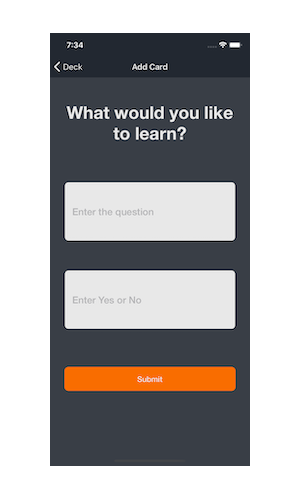 7:34
Deck
Add Card
What would you like
to learn?
Enter the question
Enter Yes or No
Submit